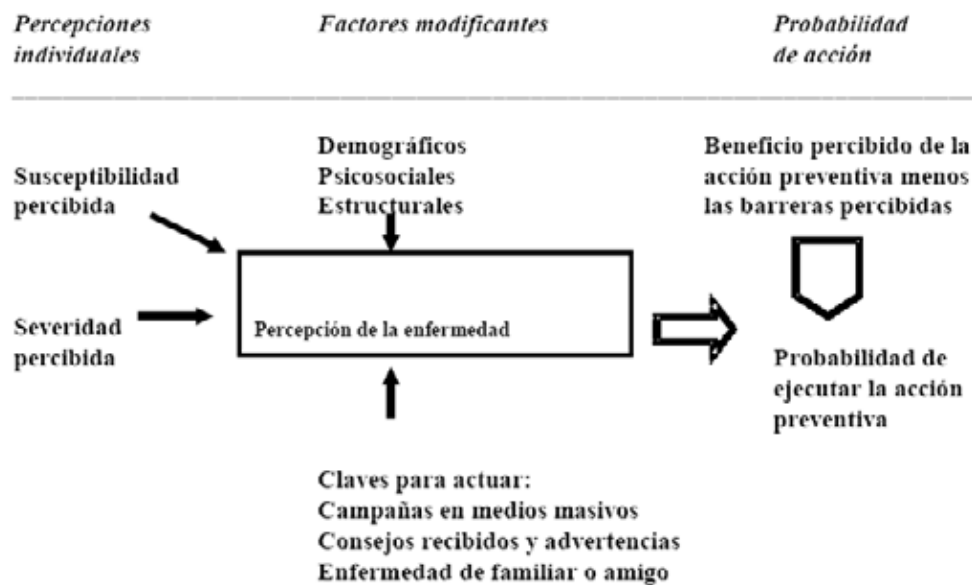 Percepciones
individuales
Factores modificantes
Probabilidad
de acción
Susceptibilidad
percibida
Severidad
percibida
Demográficos
Psicosociales
Estructurales
Percepción de la enfermedad
Claves para actuar:
Campañas en medios masivos
Consejos recibidos y advertencias
Enfermedad de familiar o amigo
Beneficio percibido de la
acción preventiva menos
las barreras percibidas
Probabilidad de
ejecutar la acción
preventiva